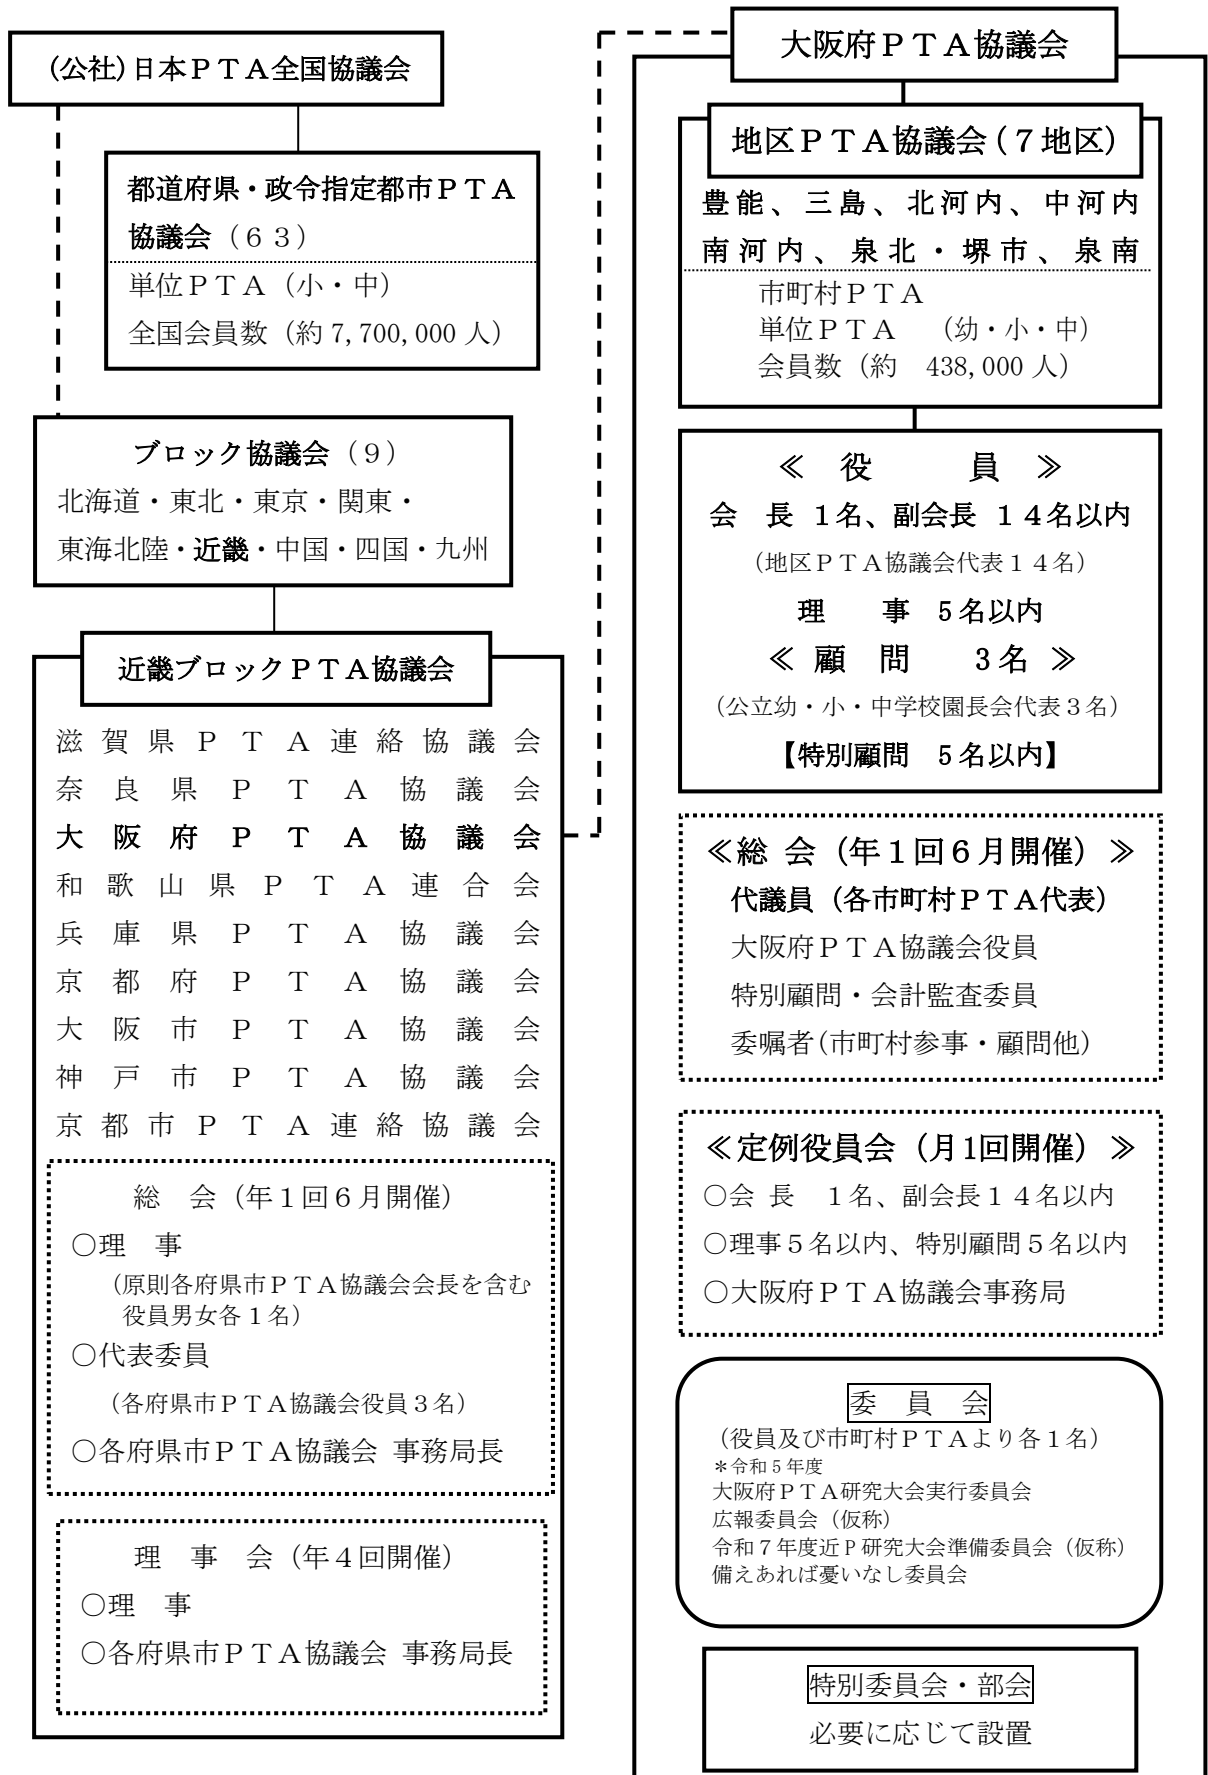 (公社)日本ＰＴＡ全国協議会
都道府県・政令指定都市ＰＴＡ
協議会（６３）
単位ＰＴＡ（小・中）
全国会員数（約 7,700,000 人）
ブロック協議会（９）
北海道・東北・東京・関東・
東海北陸・近畿・中国・四国・九州
近畿ブロックＰＴＡ協議会
滋賀県ＰＴＡ連絡協議会
奈良県ＰＴＡ協議会
大阪府ＰＴＡ協議会
和歌山県ＰＴＡ連合会
兵庫県ＰＴＡ協議会
京都府ＰＴＡ協議会
大阪市ＰＴＡ協議会
神戸市ＰＴＡ協議会
京都市ＰＴＡ連絡協議会
総　会（年１回６月開催）
○理　事
（原則各府県市ＰＴＡ協議会会長を含む
役員男女各１名）
○代表委員
（各府県市ＰＴＡ協議会役員３名）
○各府県市ＰＴＡ協議会 事務局長
理　事　会（年４回開催）
○理　事
○各府県市ＰＴＡ協議会 事務局長
大阪府ＰＴＡ協議会
地区ＰＴＡ協議会（７地区）
豊能、三島、北河内、中河内
南河内、泉北・堺市、泉南
市町村ＰＴＡ
単位ＰＴＡ　（幼・小・中）
会員数（約　438,000 人）
≪　役　　　員　≫
会　長 1名、副会長 １４名以内
（地区ＰＴＡ協議会代表１４名）
理　　事　5名以内
≪ 顧　問　　３名 ≫
（公立幼・小・中学校園長会代表３名）
【特別顧問　５名以内】
≪総 会（年１回６月開催）≫
代議員（各市町村ＰＴＡ代表）
大阪府ＰＴＡ協議会役員
特別顧問・会計監査委員
委嘱者(市町村参事・顧問他）
≪定例役員会（月1回開催）≫
○会 長　1名、副会長１４名以内
○理事５名以内、特別顧問５名以内
○大阪府ＰＴＡ協議会事務局
委　員　会
（役員及び市町村ＰＴＡより各１名）
＊令和５年度
大阪府ＰＴＡ研究大会実行委員会
広報委員会（仮称）
令和７年度近Ｐ研究大会準備委員会（仮称）
備えあれば憂いなし委員会
特別委員会・部会
必要に応じて設置